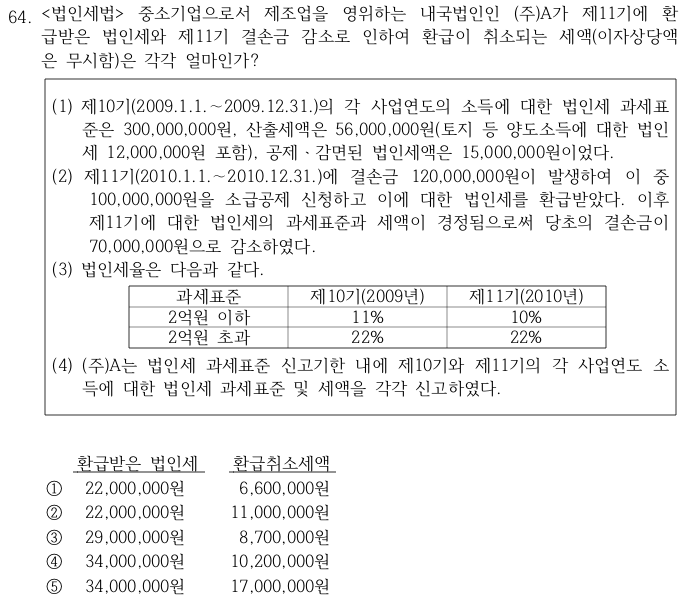 64. <법인세법> 중소기업으로서 제조업을 영위하는 내국법인인 (주)A가 제11기에 환
급받은 법인세와 제11기 결손금 감소로 인하여 환급이 취소되는 세액(이자상당액
은 무시함)은 각각 얼마인가?
(1) 제10기(2009.1.1.~2009.12.31.)의 각 사업연도의 소득에 대한 법인세 과세표
준은 300,000,000원, 산출세액은 56,000,000원(토지 등 양도소득에 대한 법인
세 12,000,000원 포함), 공제ㆍ감면된 법인세액은 15,000,000원이었다.
(2) 제11기(2010.1.1.~2010.12.31.)에 결손금 120,000,000원이 발생하여 이 중
100,000,000원을 소급공제 신청하고 이에 대한 법인세를 환급받았다. 이후
제11기에 대한 법인세의 과세표준과 세액이 경정됨으로써 당초의 결손금이
70,000,000원으로 감소하였다.
(3) 법인세율은 다음과 같다.
과세표준 제10기(2009년) 제11기(2010년)
2억원 이하 11% 10%
2억원 초과 22% 22%
(4) (주)A는 법인세 과세표준 신고기한 내에 제10기와 제11기의 각 사업연도 소
득에 대한 법인세 과세표준 및 세액을 각각 신고하였다.
환급받은 법인세 환급취소세액
① 22,000,000원 6,600,000원
② 22,000,000원 11,000,000원
③ 29,000,000원 8,700,000원
④ 34,000,000원 10,200,000원
⑤ 34,000,000원 17,000,000원